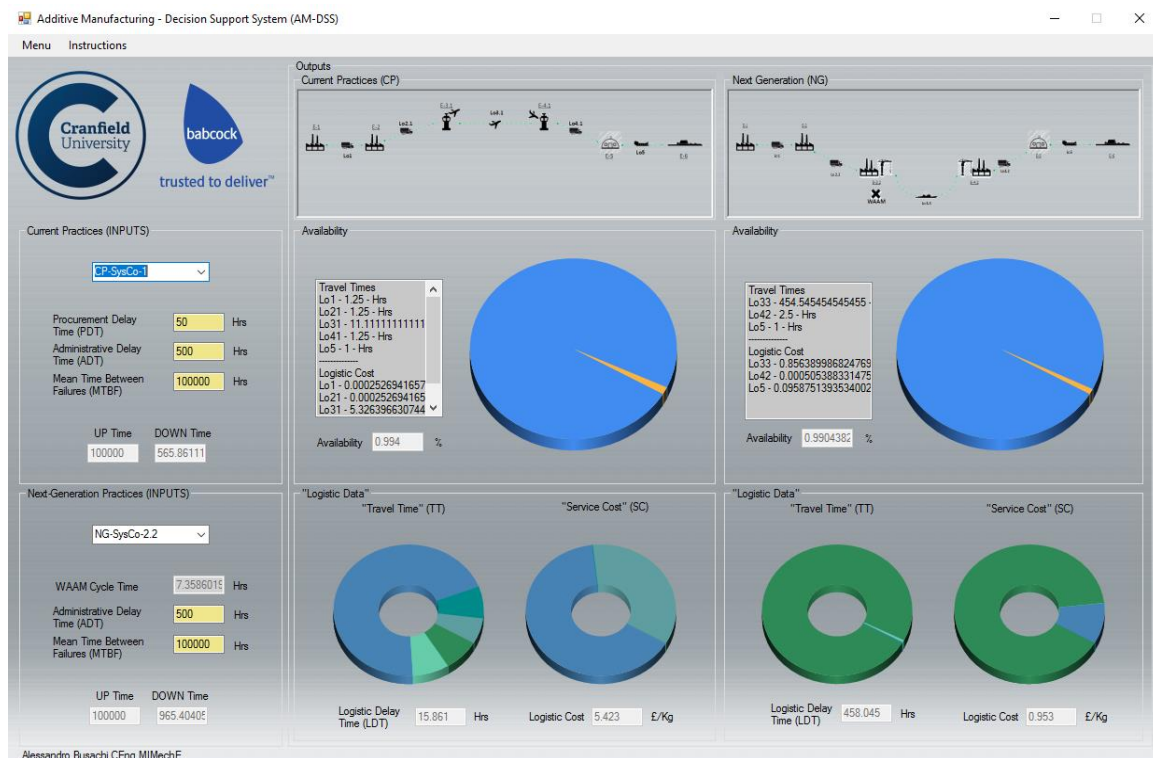 Additive Manufacturing - Decision Support System (AM-DSS)
Menu Instructions
Cranfield
University
babcock
trusted to deliver™
Outputs
Current Practices (CP)
Lo1
Lo2.1
Lo3.1
Lo4.1
Lo5
Next Generation (NG)
WAAM
Current Practices (INPUTS)
CP-SysCo-1
Procurement Delay
Time (PDT)
50 Hrs
Administrative Delay
Time (ADT)
500 Hrs
Mean Time Between
Failures (MTBF)
100000 Hrs
UP Time DOWN Time
100000 565.86111
Availability
Travel Times
Lo1 - 1.25 - Hrs
Lo21 - 1.25 - Hrs
Lo31 - 11.11111111111
Lo41 - 1.25 - Hrs
Lo5 - 1 - Hrs
--------------
Logistic Cost
Lo1 - 0.0002526941657
Lo21 - 0.000252694165
Lo31 - 5.326396630744
Availability 0.994 %
Availability
Travel Times
Lo33 - 454.545454545455 -
Lo42 - 2.5 - Hrs
Lo5 - 1 - Hrs
--------------
Logistic Cost
Lo33 - 0.856389986824769
Lo42 - 0.000505388331475
Lo5 - 0.0958751393534002
Availability 0.9904382 %
Next-Generation Practices (INPUTS)
NG-SysCo-2.2
WAAM Cycle Time 7.3586015 Hrs
Administrative Delay
Time (ADT)
500 Hrs
Mean Time Between
Failures (MTBF)
100000 Hrs
UP Time DOWN Time
100000 965.40405
"Logistic Data"
"Travel Time" (TT) "Service Cost" (SC)
Logistic Delay
Time (LDT)
15.861 Hrs Logistic Cost 5.423 £/Kg
"Logistic Data"
"Travel Time" (TT) "Service Cost" (SC)
Logistic Delay
Time (LDT)
458.045 Hrs Logistic Cost 0.953 £/Kg
Alessandro Busachi CEng MIMechE